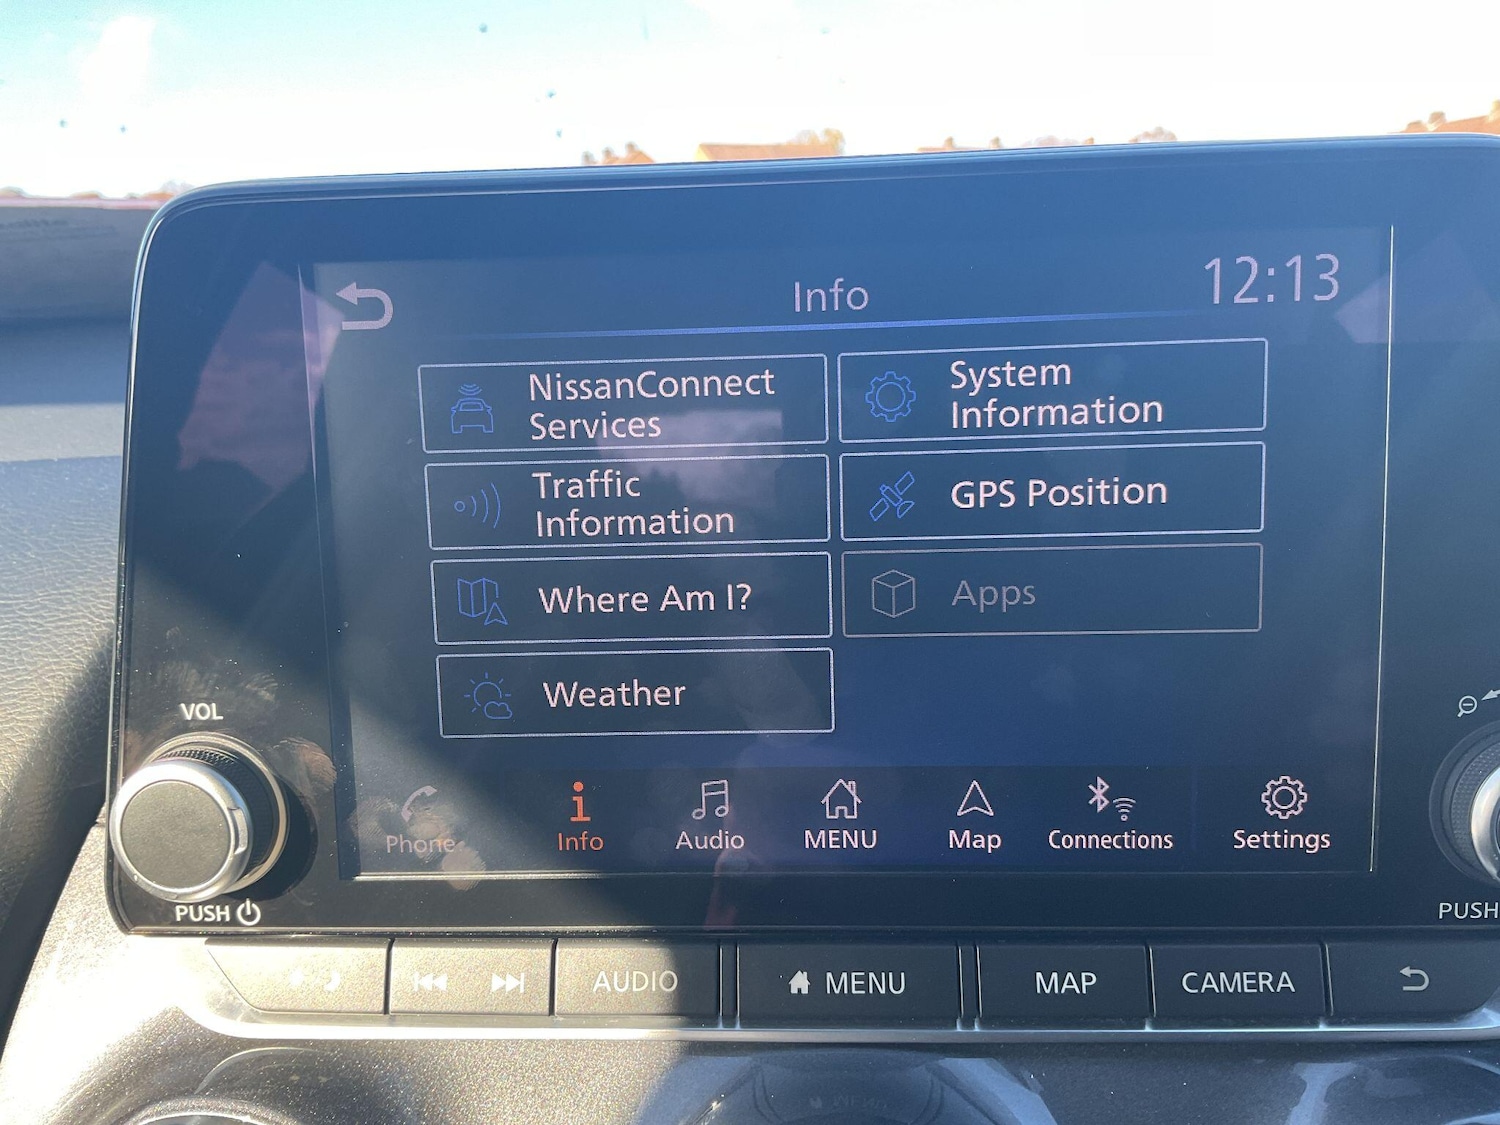 Info
12:13
NissanConnect
Services
System
Information
Traffic
Information
GPS Position
Where Am I?
Apps
Weather
VOL
PUSH
Phone
Info
Audio
MENU
Map
Connections
Settings
PUSH
AUDIO
MENU
MAP
CAMERA